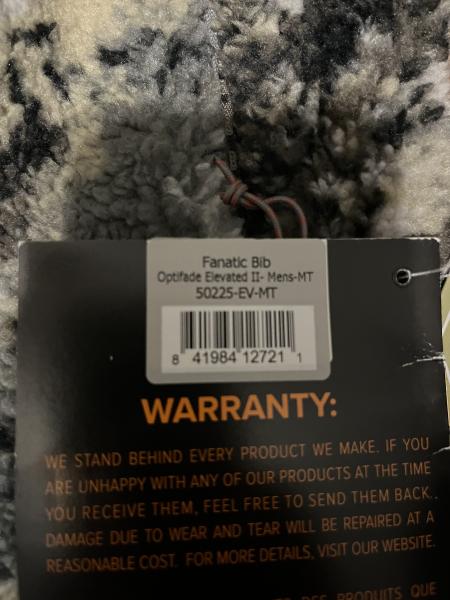 Fanatic Bib
Optifade Elevated II- Mens-MT
50225-EV-MT
8 41984 12721 1
WARRANTY:
WE STAND BEHIND EVERY PRODUCT WE MAKE. IF YOU
ARE UNHAPPY WITH ANY OF OUR PRODUCTS AT THE TIME
YOU RECEIVE THEM, FEEL FREE TO SEND THEM BACK.
DAMAGE DUE TO WEAR AND TEAR WILL BE REPAIRED AT A
REASONABLE COST. FOR MORE DETAILS, VISIT OUR WEBSITE.
DES PRODUITS QUE